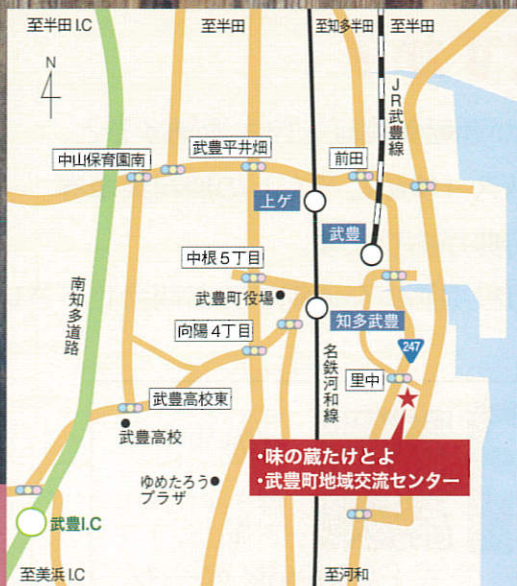 至半田I.C
至半田
至知多半田
至半田
N
JR武豊線
武豊平井畑
中山保育園南
前田
上ゲ
武豊
中根5丁目
武豊町役場
知多武豊
南知多道路
向陽4丁目
名鉄河和線
247
里中
武豊高校東
武豊高校
・味の蔵たけとよ
・武豊町地域交流センター
ゆめたろう
プラザ
武豊I.C
至美浜I.C
至河和